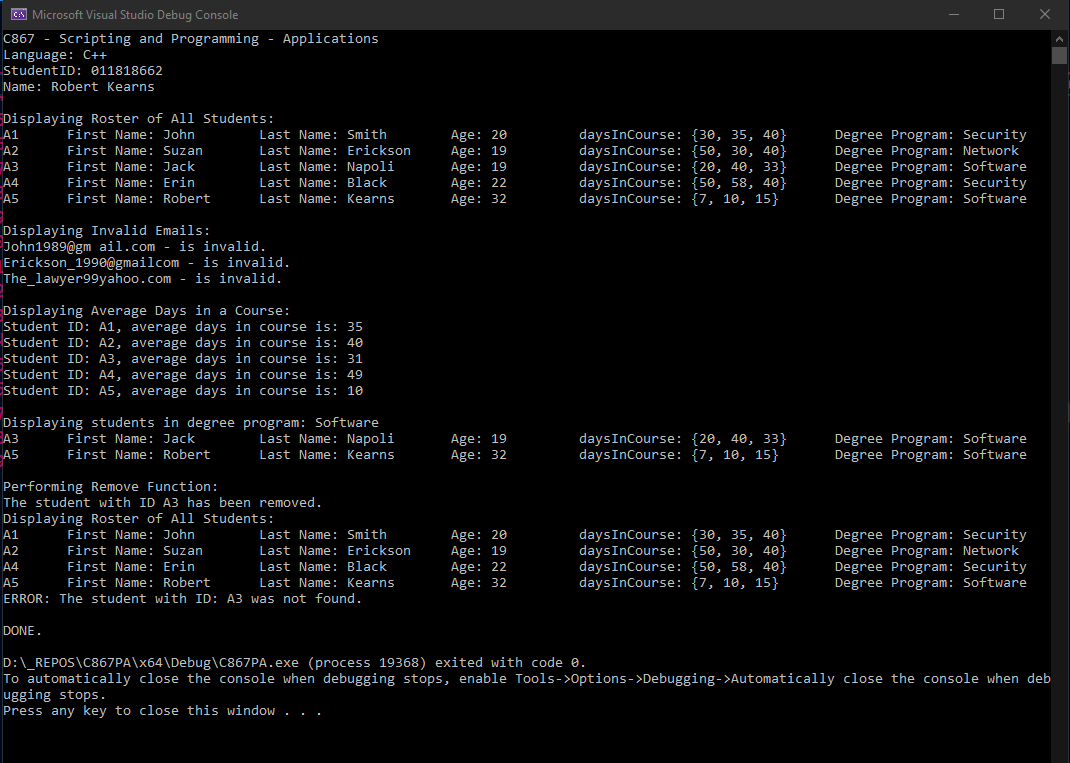 Microsoft Visual Studio Debug Console
C867 - Scripting and Programming - Applications
Language: C++
StudentID: 011818662
Name: Robert Kearns
Displaying Roster of All Students:
A1 First Name: John Last Name: Smith Age: 20 daysInCourse: {30, 35, 40} Degree Program: Security
A2 First Name: Suzan Last Name: Erickson Age: 19 daysInCourse: {50, 30, 40} Degree Program: Network
A3 First Name: Jack Last Name: Napoli Age: 19 daysInCourse: {20, 40, 33} Degree Program: Software
A4 First Name: Erin Last Name: Black Age: 22 daysInCourse: {50, 58, 40} Degree Program: Security
A5 First Name: Robert Last Name: Kearns Age: 32 daysInCourse: {7, 10, 15} Degree Program: Software
Displaying Invalid Emails:
John1989@gm ail.com - is invalid.
Erickson_1990@gmailcom - is invalid.
The_lawyer99yahoo.com - is invalid.
Displaying Average Days in a Course:
Student ID: A1, average days in course is: 35
Student ID: A2, average days in course is: 40
Student ID: A3, average days in course is: 31
Student ID: A4, average days in course is: 49
Student ID: A5, average days in course is: 10
Displaying students in degree program: Software
A3 First Name: Jack Last Name: Napoli Age: 19 daysInCourse: {20, 40, 33} Degree Program: Software
A5 First Name: Robert Last Name: Kearns Age: 32 daysInCourse: {7, 10, 15} Degree Program: Software
Performing Remove Function:
The student with ID A3 has been removed.
Displaying Roster of All Students:
A1 First Name: John Last Name: Smith Age: 20 daysInCourse: {30, 35, 40} Degree Program: Security
A2 First Name: Suzan Last Name: Erickson Age: 19 daysInCourse: {50, 30, 40} Degree Program: Network
A4 First Name: Erin Last Name: Black Age: 22 daysInCourse: {50, 58, 40} Degree Program: Security
A5 First Name: Robert Last Name: Kearns Age: 32 daysInCourse: {7, 10, 15} Degree Program: Software
ERROR: The student with ID: A3 was not found.
DONE.
D:\_REPOS\C867PA\x64\Debug\C867PA.exe (process 19368) exited with code 0.
To automatically close the console when debugging stops, enable Tools->Options->Debugging->Automatically close the console when deb
ugging stops.
Press any key to close this window . . .